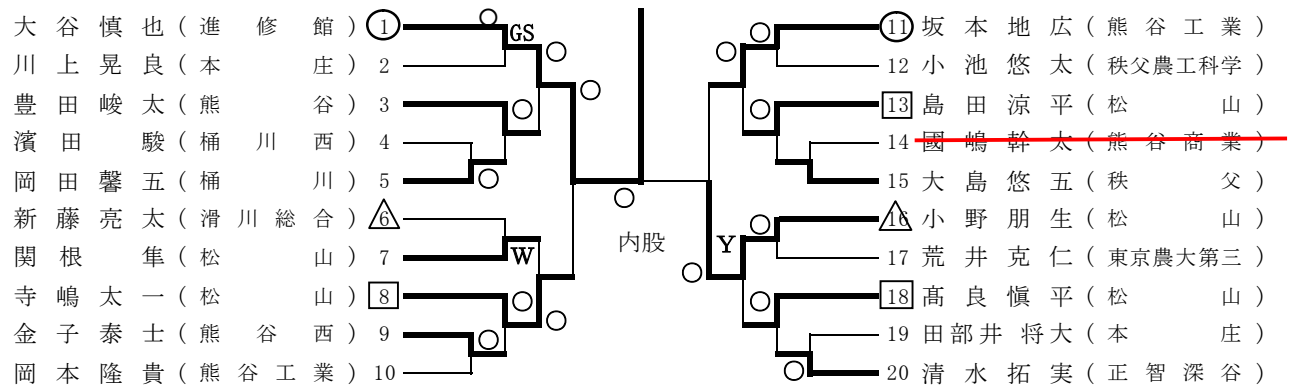 大谷慎也（進修館）1
川上晃良（本庄）2
豊田峻太（熊谷）3
濱田駿（桶川西）4
岡田馨五（桶川）5
新藤亮太（滑川総合）6
関根隼（松山）7
寺嶋太一（松山）8
金子泰士（熊谷西）9
岡本隆貴（熊谷工業）10
GS
W
内股
Y
11 坂本地広（熊谷工業）
12 小池悠太（秩父農工科学）
13 島田涼平（松山）
14 國嶋幹太（熊谷商業）
15 大島悠五（秩父）
16 小野朋生（松山）
17 荒井克仁（東京農大第三）
18 髙良愼平（松山）
19 田部井将大（本庄）
20 清水拓実（正智深谷）